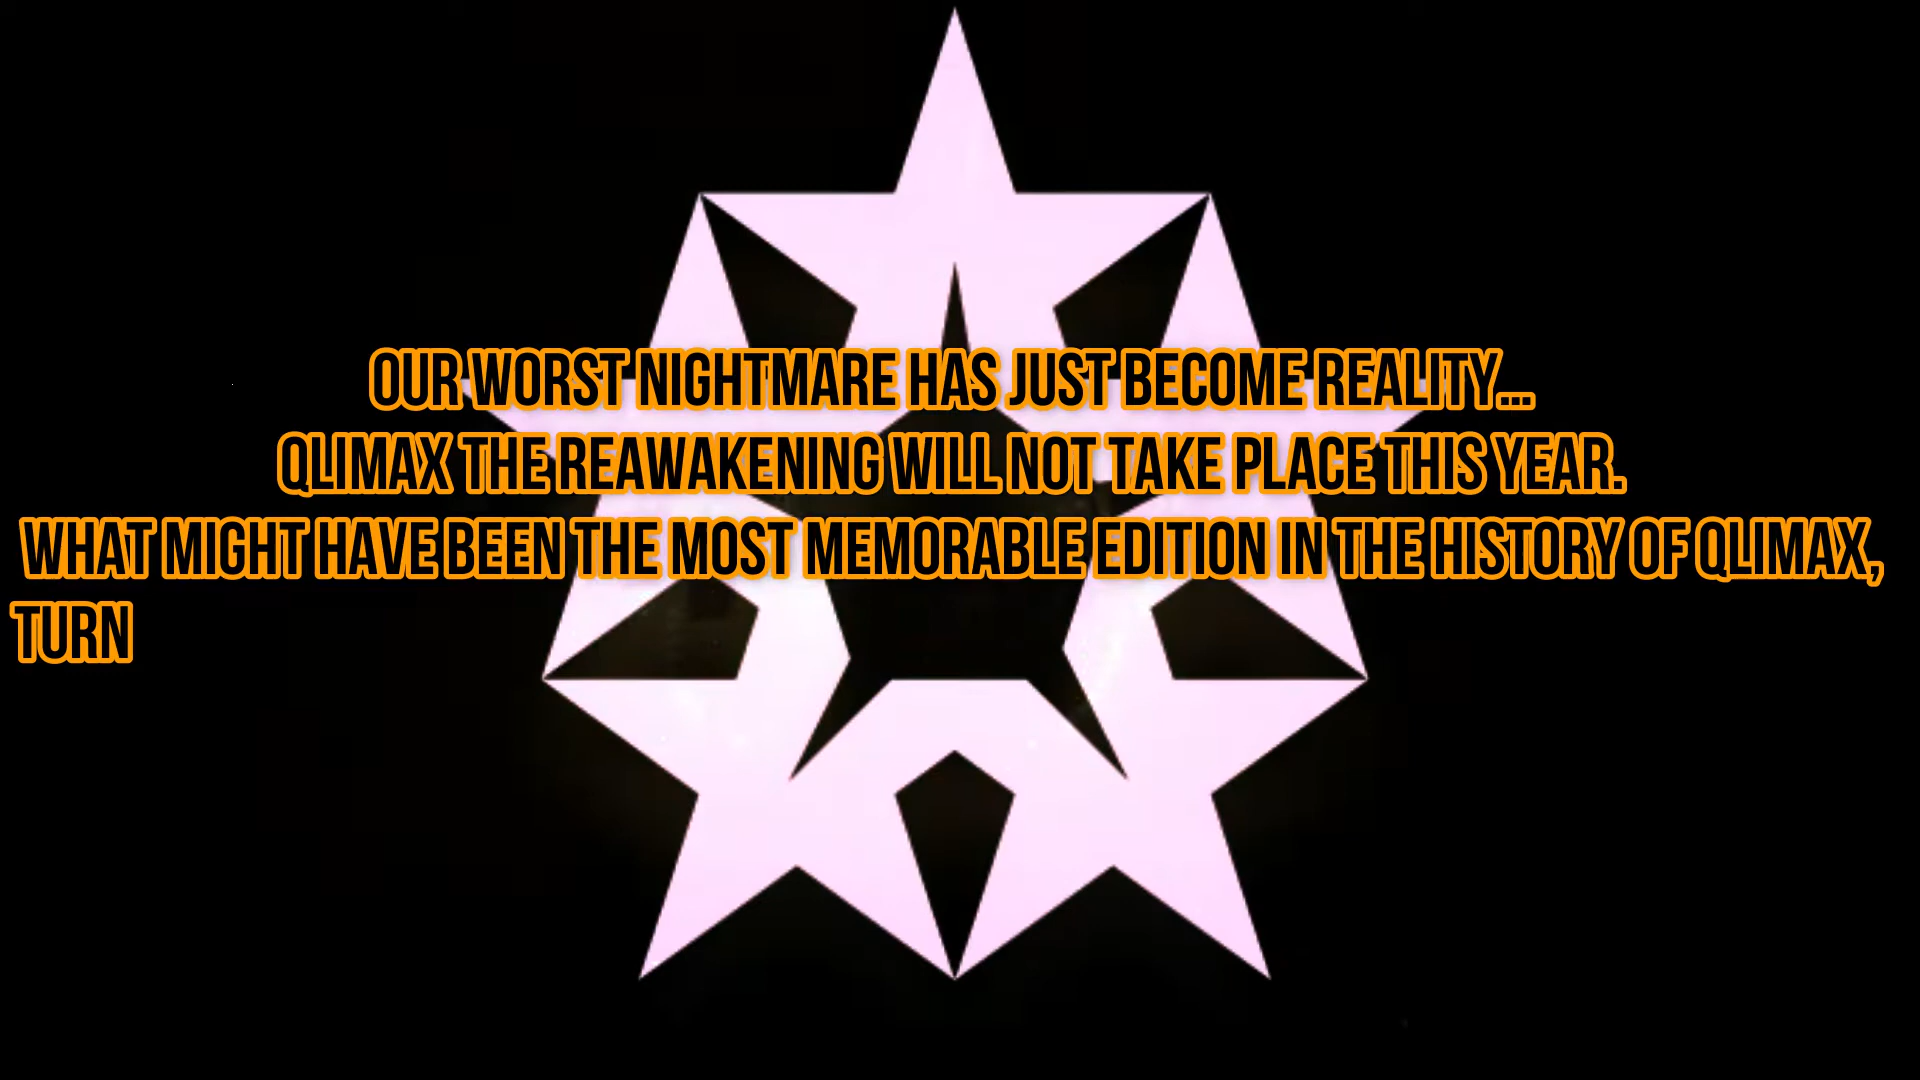 OUR WORST NIGHTMARE HAS JUST BECOME REALITY...
QLIMAX THE REAWAKENING WILL NOT TAKE PLACE THIS YEAR.
WHAT MIGHT HAVE BEEN THE MOST MEMORABLE EDITION IN THE HISTORY OF QLIMAX,
TURN